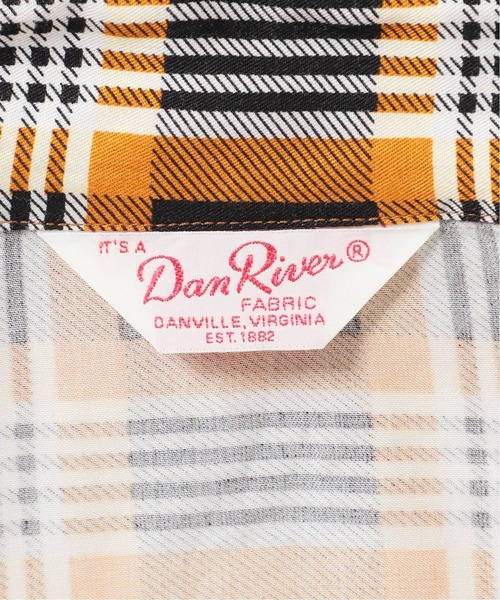 IT'S A
Dan River®
FABRIC
DANVILLE, VIRGINIA
EST. 1882